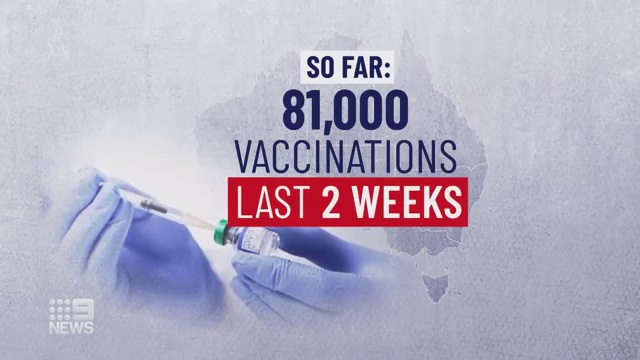 SO FAR:
81,000
VACCINATIONS
LAST 2 WEEKS
9
NEWS